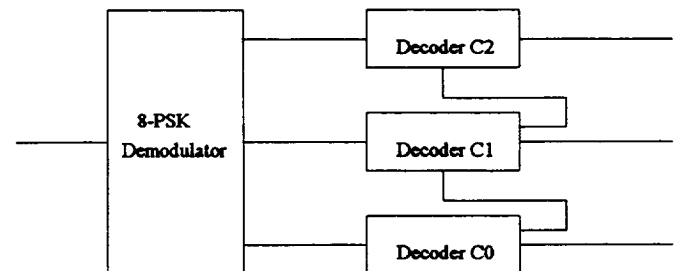 Decoder C2
8-PSK
Demodulator
Decoder C1
Decoder C0